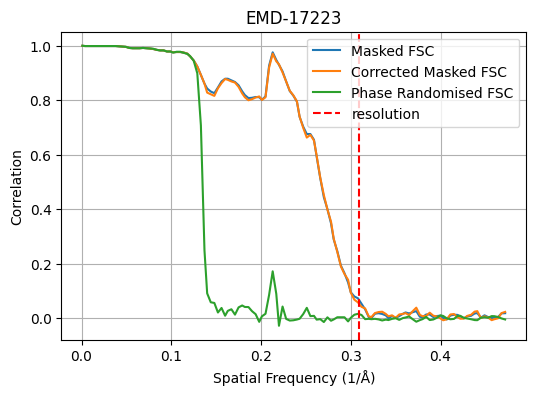 EMD-17223
Masked FSC
Corrected Masked FSC
Phase Randomised FSC
resolution
Correlation
1.0
0.8
0.6
0.4
0.2
0.0
0.0
0.1
0.2
0.3
0.4
Spatial Frequency (1/Å)